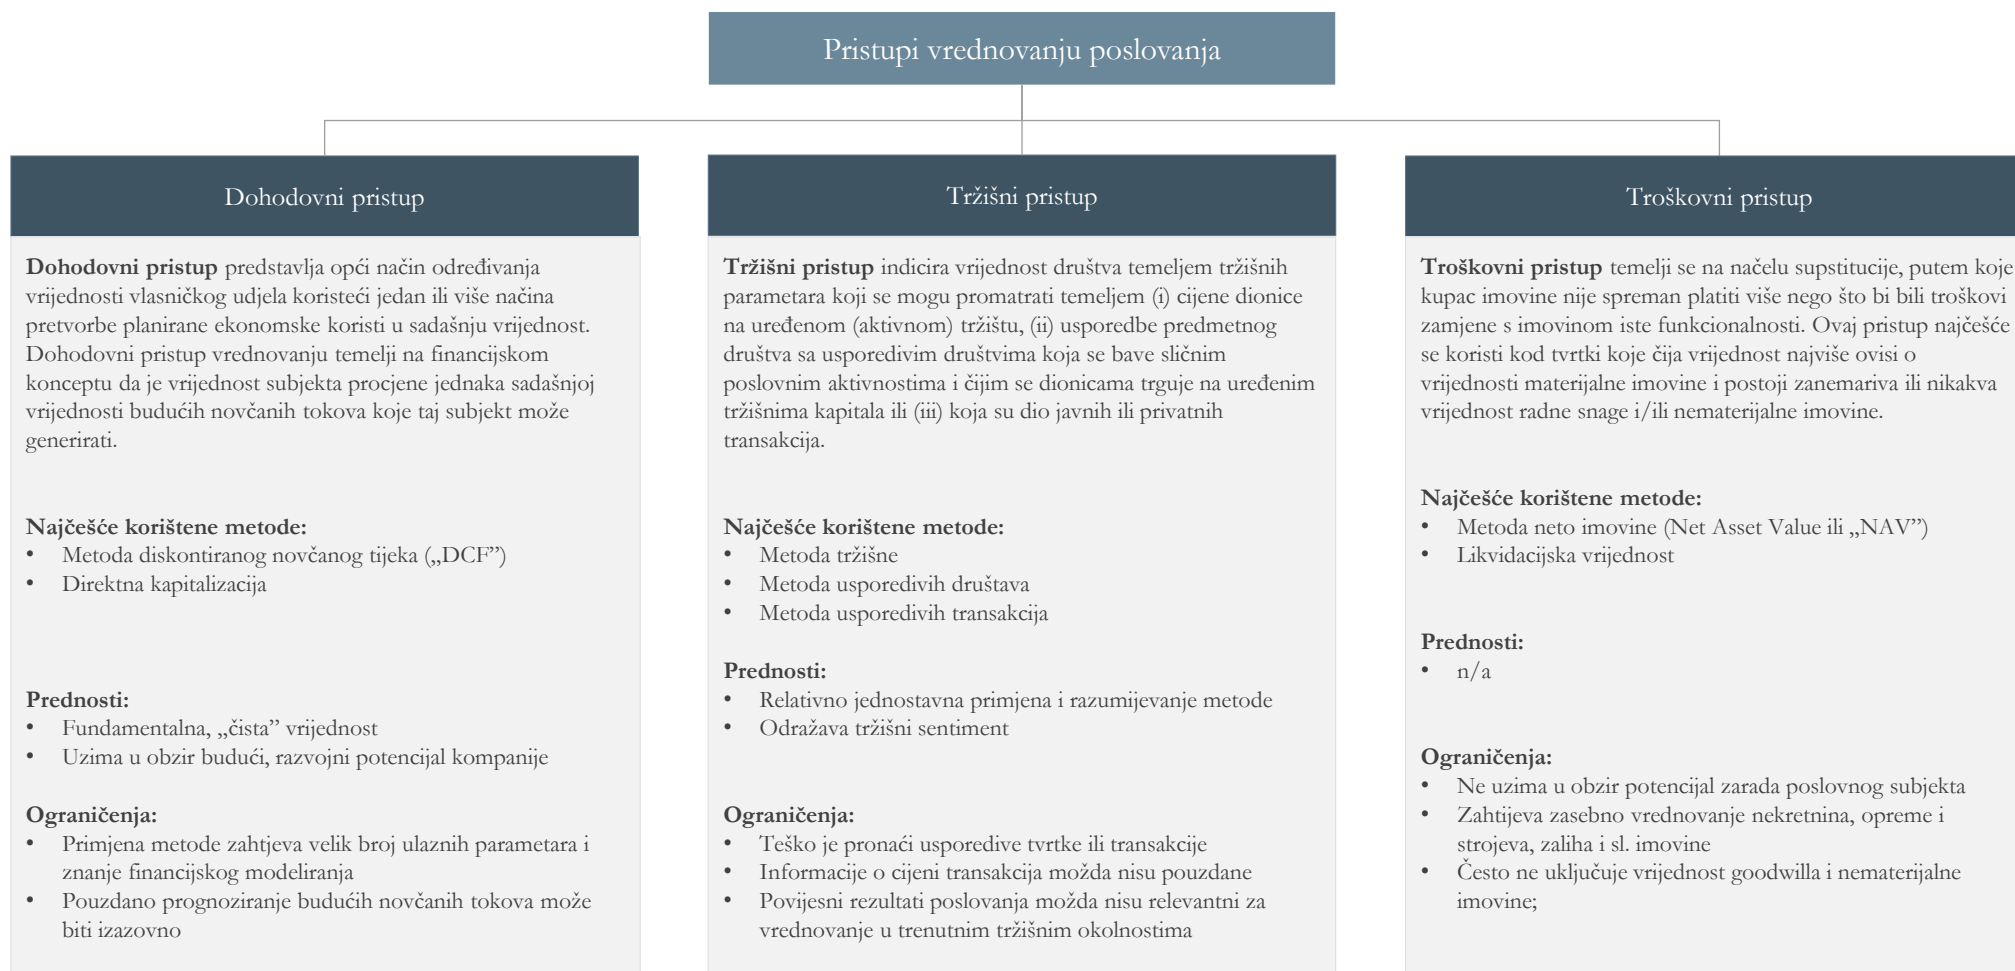 Pristupi vrednovanju poslovanja
Dohodovni pristup
Dohodovni pristup predstavlja opći način određivanja
vrijednosti vlasničkog udjela koristeći jedan ili više načina
pretvorbe planirane ekonomske koristi u sadašnju vrijednost.
Dohodovni pristup vrednovanju temelji na financijskom
konceptu da je vrijednost subjekta procjene jednaka sadašnjoj
vrijednosti budućih novčanih tokova koje taj subjekt može
generirati.
Najčešće korištene metode:
• Metoda diskontiranog novčanog tijeka („DCF”)
• Direktna kapitalizacija
Prednosti:
• Fundamentalna, „čista” vrijednost
• Uzima u obzir budući, razvojni potencijal kompanije
Ograničenja:
• Primjena metode zahtjeva velik broj ulaznih parametara i
znanje financijskog modeliranja
• Pouzdano prognoziranje budućih novčanih tokova može
biti izazovno
Tržišni pristup
Tržišni pristup indicira vrijednost društva temeljem tržišnih
parametara koji se mogu promatrati temeljem (i) cijene dionice
na uređenom (aktivnom) tržištu, (ii) usporedbe predmetnog
društva sa usporedivim društvima koja se bave sličnim
poslovnim aktivnostima i čijim se dionicama trguje na uređenim
tržišnima kapitala ili (iii) koja su dio javnih ili privatnih
transakcija.
Najčešće korištene metode:
• Metoda tržišne
• Metoda usporedivih društava
• Metoda usporedivih transakcija
Prednosti:
• Relativno jednostavna primjena i razumijevanje metode
• Odražava tržišni sentiment
Ograničenja:
• Teško je pronaći usporedive tvrtke ili transakcije
• Informacije o cijeni transakcija možda nisu pouzdane
• Povijesni rezultati poslovanja možda nisu relevantni za
vrednovanje u trenutnim tržišnim okolnostima
Troškovni pristup
Troškovni pristup temelji se na načelu supstitucije, putem koje
kupac imovine nije spreman platiti više nego što bi bili troškovi
zamjene s imovinom iste funkcionalnosti. Ovaj pristup najčešće
se koristi kod tvrtki koje čija vrijednost najviše ovisi o
vrijednosti materijalne imovine i postoji zanemariva ili nikakva
vrijednost radne snage i/ili nematerijalne imovine.
Najčešće korištene metode:
• Metoda neto imovine (Net Asset Value ili „NAV”)
• Likvidacijska vrijednost
Prednosti:
• n/a
Ograničenja:
• Ne uzima u obzir potencijal zarada poslovnog subjekta
• Zahtijeva zasebno vrednovanje nekretnina, opreme i
strojeva, zaliha i sl. imovine
• Često ne uključuje vrijednost goodwilla i nematerijalne
imovine;